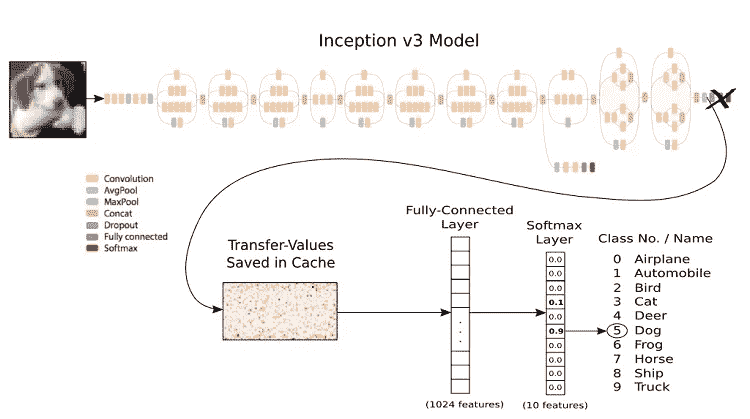 Inception v3 Model
Convolution
AvgPool
MaxPool
Concat
Dropout
Fully connected
Softmax
Transfer-Values
Saved in Cache
Fully-Connected
Layer
(1024 features)
Softmax
Layer
0.0
0.0
0.0
0.1
0.0
0.9
0.0
0.0
0.0
0.0
(10 features)
Class No. / Name
0 Airplane
1 Automobile
2 Bird
3 Cat
4 Deer
5 Dog
6 Frog
7 Horse
8 Ship
9 Truck